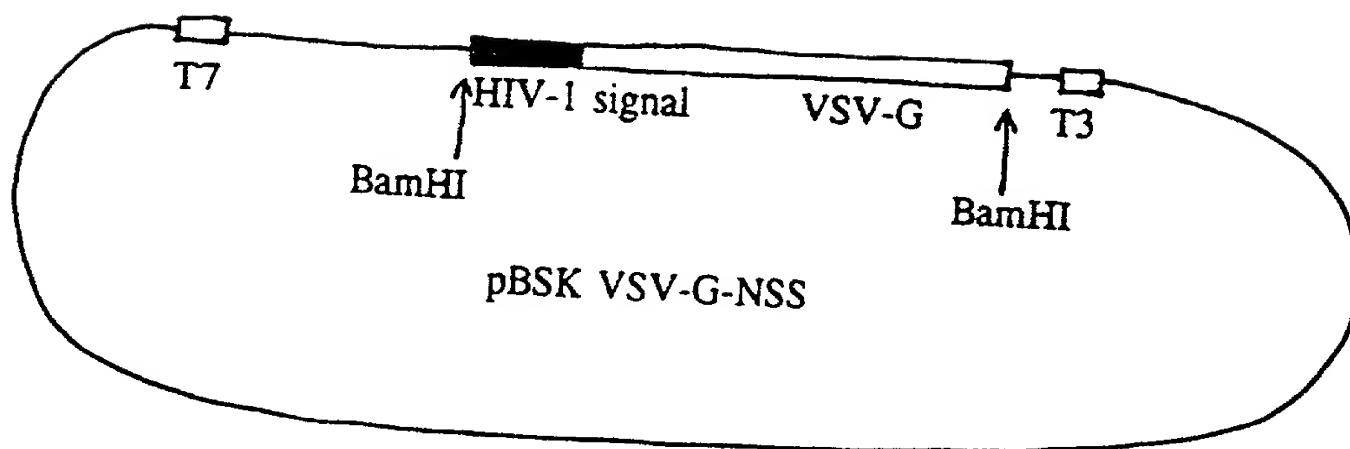 T7
HIV-1 signal
VSV-G
T3
BamHI
BamHI
pBSK VSV-G-NSS